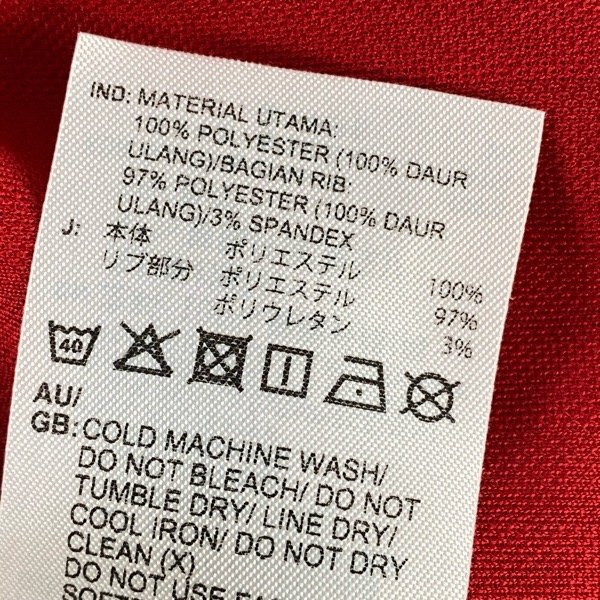 IND: MATERIAL UTAMA:
100% POLYESTER (100% DAUR
ULANG)/BAGIAN RIB:
97% POLYESTER (100% DAUR
ULANG)/3% SPANDEX
J: 本体 ポリエステル 100%
リブ部分 ポリエステル 97%
ポリウレタン 3%
40
AU/
GB: COLD MACHINE WASH/
DO NOT BLEACH/ DO NOT
TUMBLE DRY/ LINE DRY/
COOL IRON/ DO NOT DRY
CLEAN (X)
DO NOT USE